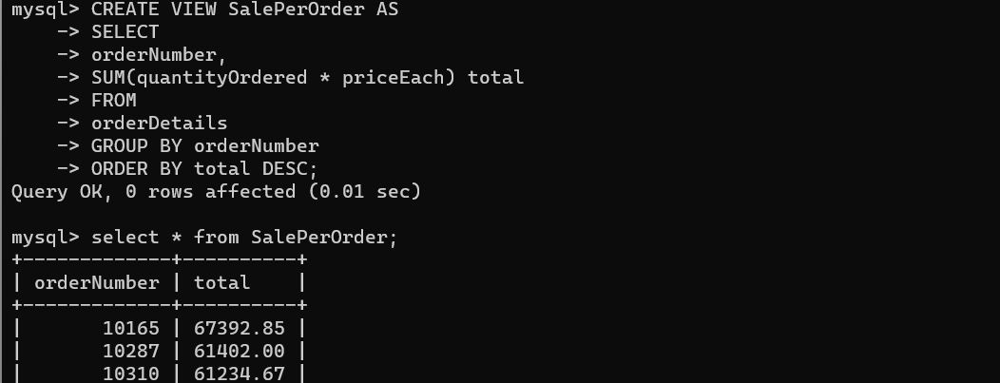 mysql> CREATE VIEW SalePerOrder AS
    -> SELECT
    -> orderNumber,
    -> SUM(quantityOrdered * priceEach) total
    -> FROM
    -> orderDetails
    -> GROUP BY orderNumber
    -> ORDER BY total DESC;
Query OK, 0 rows affected (0.01 sec)

mysql> select * from SalePerOrder;
+-------------+----------+
| orderNumber | total    |
+-------------+----------+
|       10165 | 67392.85 |
|       10287 | 61402.00 |
|       10310 | 61234.67 |